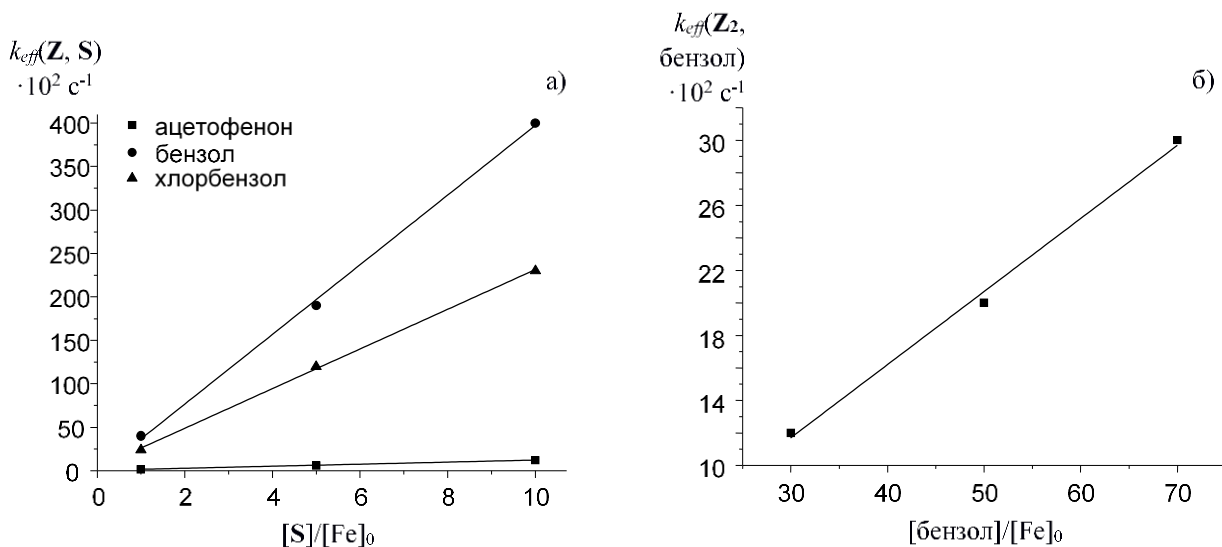 k_eff(Z, S)
·10² с⁻¹
а)
ацетофенон
бензол
хлорбензол
400
350
300
250
200
150
100
50
0
0 2 4 6 8 10
[S]/[Fe]₀
k_eff(Z₂,
бензол)
·10² с⁻¹
б)
30
26
22
18
14
10
30 40 50 60 70
[бензол]/[Fe]₀